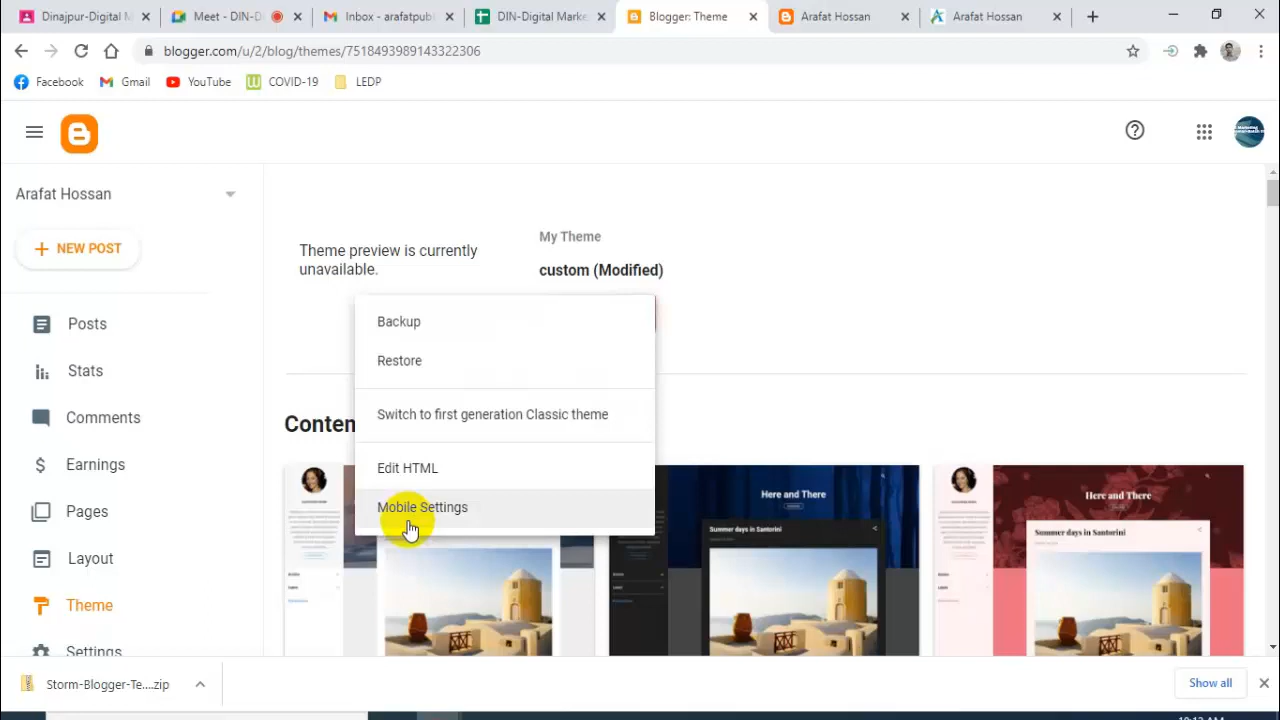 Dinajpur-Digital M
Meet - DIN-D
Inbox - arafatpubl
DIN-Digital Marke
Blogger: Theme
Arafat Hossan
Arafat Hossan
blogger.com/u/2/blog/themes/7518493989143322306
Facebook
Gmail
YouTube
COVID-19
LEDP
Arafat Hossan
NEW POST
Posts
Stats
Comments
Earnings
Pages
Layout
Theme
Settings
Theme preview is currently
unavailable.
My Theme
custom (Modified)
Backup
Restore
Switch to first generation Classic theme
Edit HTML
Mobile Settings
Conten
Here and There
Summer days in Santorini
Here and There
Summer days in Santorini
Storm-Blogger-Te....zip
Show all